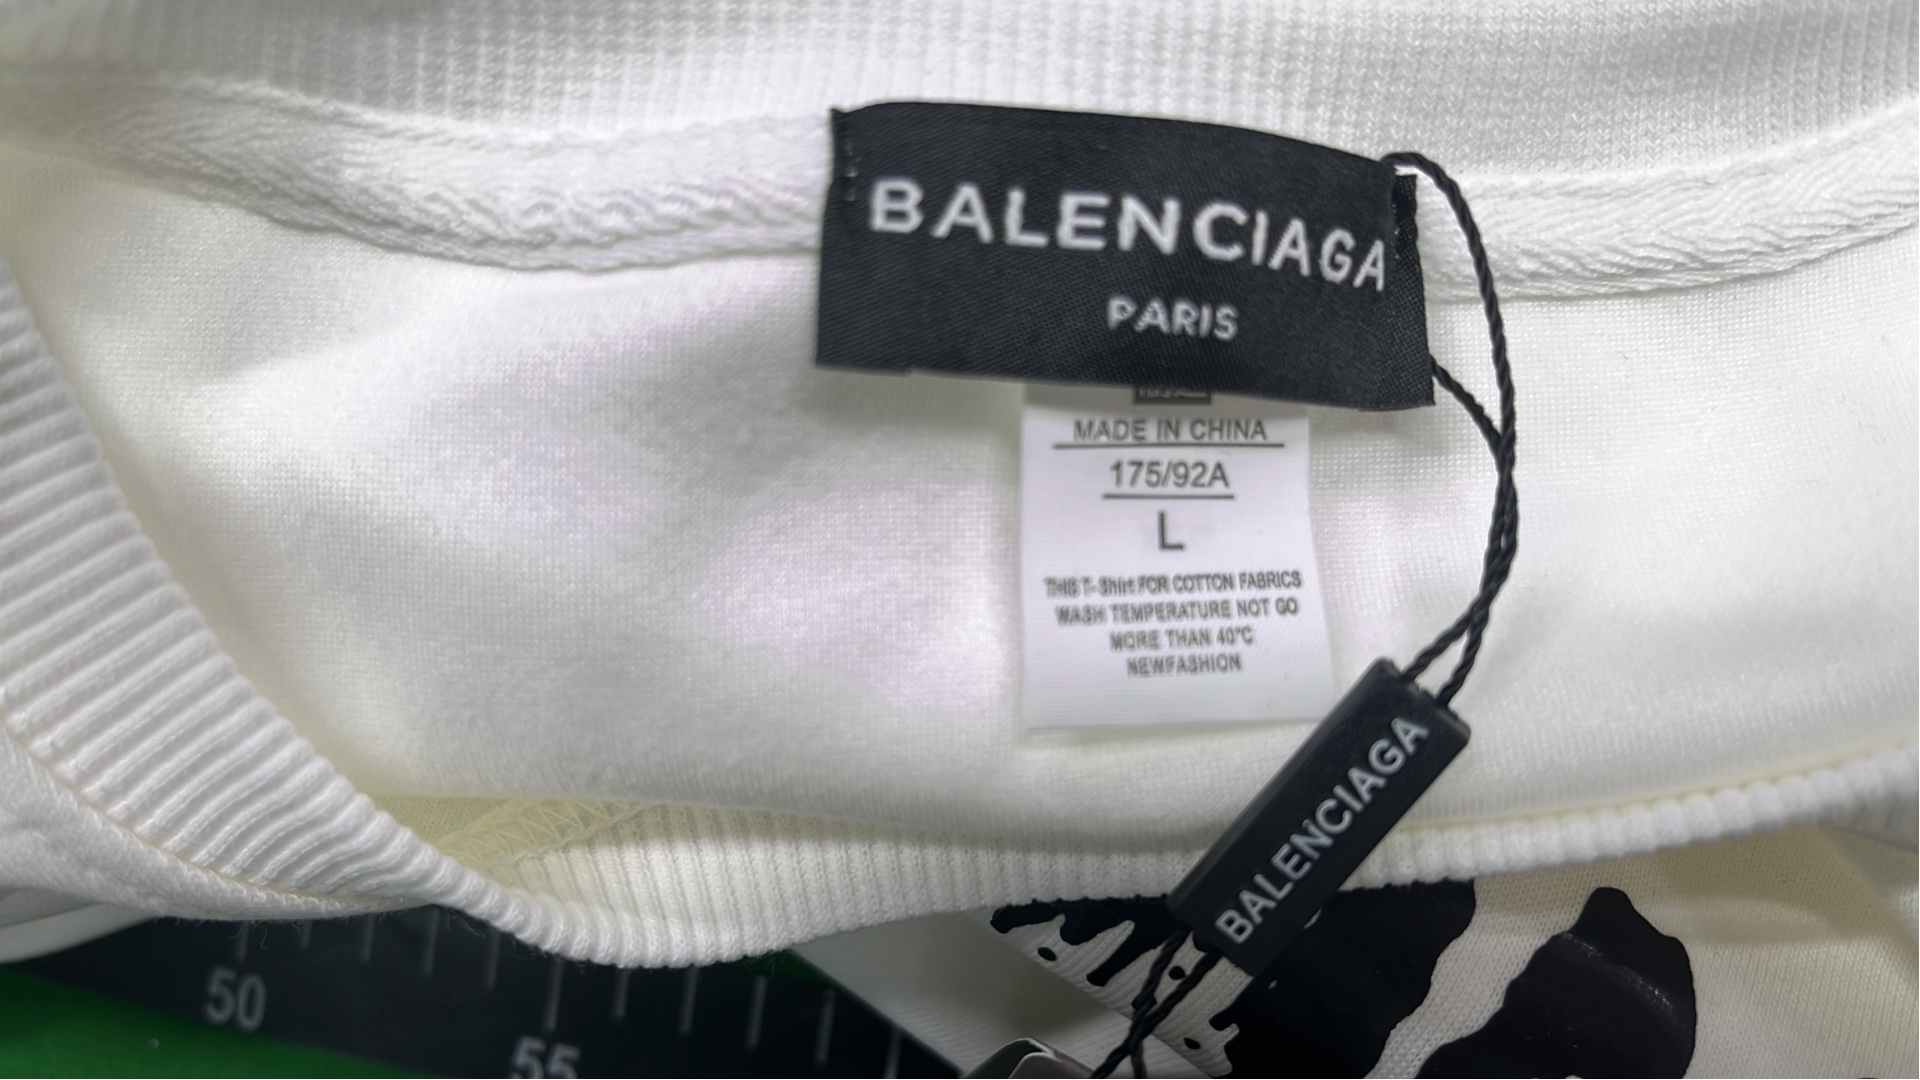 BALENCIAGA
PARIS
MADE IN CHINA
175/92A
L
THIS T-Shirt FOR COTTON FABRICS
WASH TEMPERATURE NOT GO
MORE THAN 40°C
NEWFASHION
BALENCIAGA
50
55